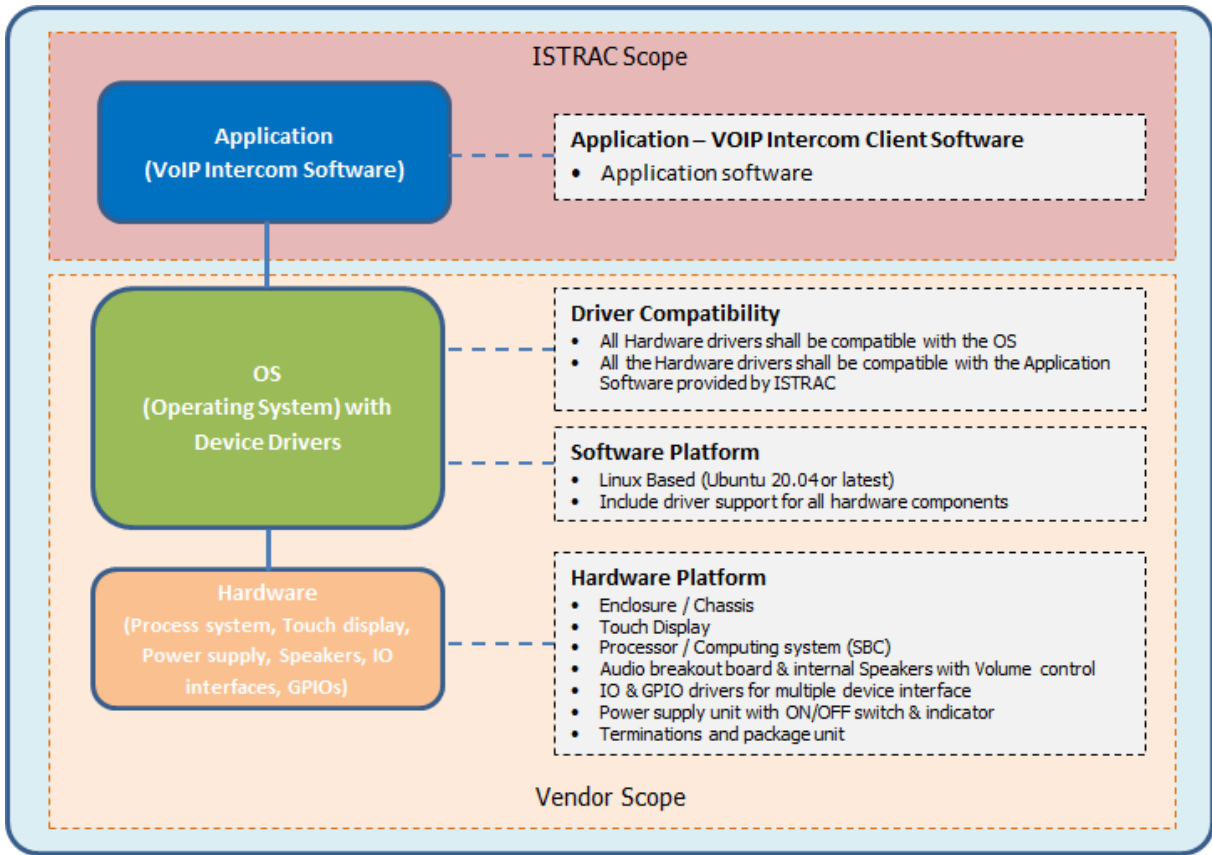 ISTRAC Scope
Application
(VoIP Intercom Software)
Application – VOIP Intercom Client Software
• Application software
OS
(Operating System) with
Device Drivers
Driver Compatibility
• All Hardware drivers shall be compatible with the OS
• All the Hardware drivers shall be compatible with the Application
Software provided by ISTRAC
Software Platform
• Linux Based (Ubuntu 20.04 or latest)
• Include driver support for all hardware components
Hardware
(Process system, Touch display,
Power supply, Speakers, IO
interfaces, GPIOs)
Hardware Platform
• Enclosure / Chassis
• Touch Display
• Processor / Computing system (SBC)
• Audio breakout board & internal Speakers with Volume control
• IO & GPIO drivers for multiple device interface
• Power supply unit with ON/OFF switch & indicator
• Terminations and package unit
Vendor Scope